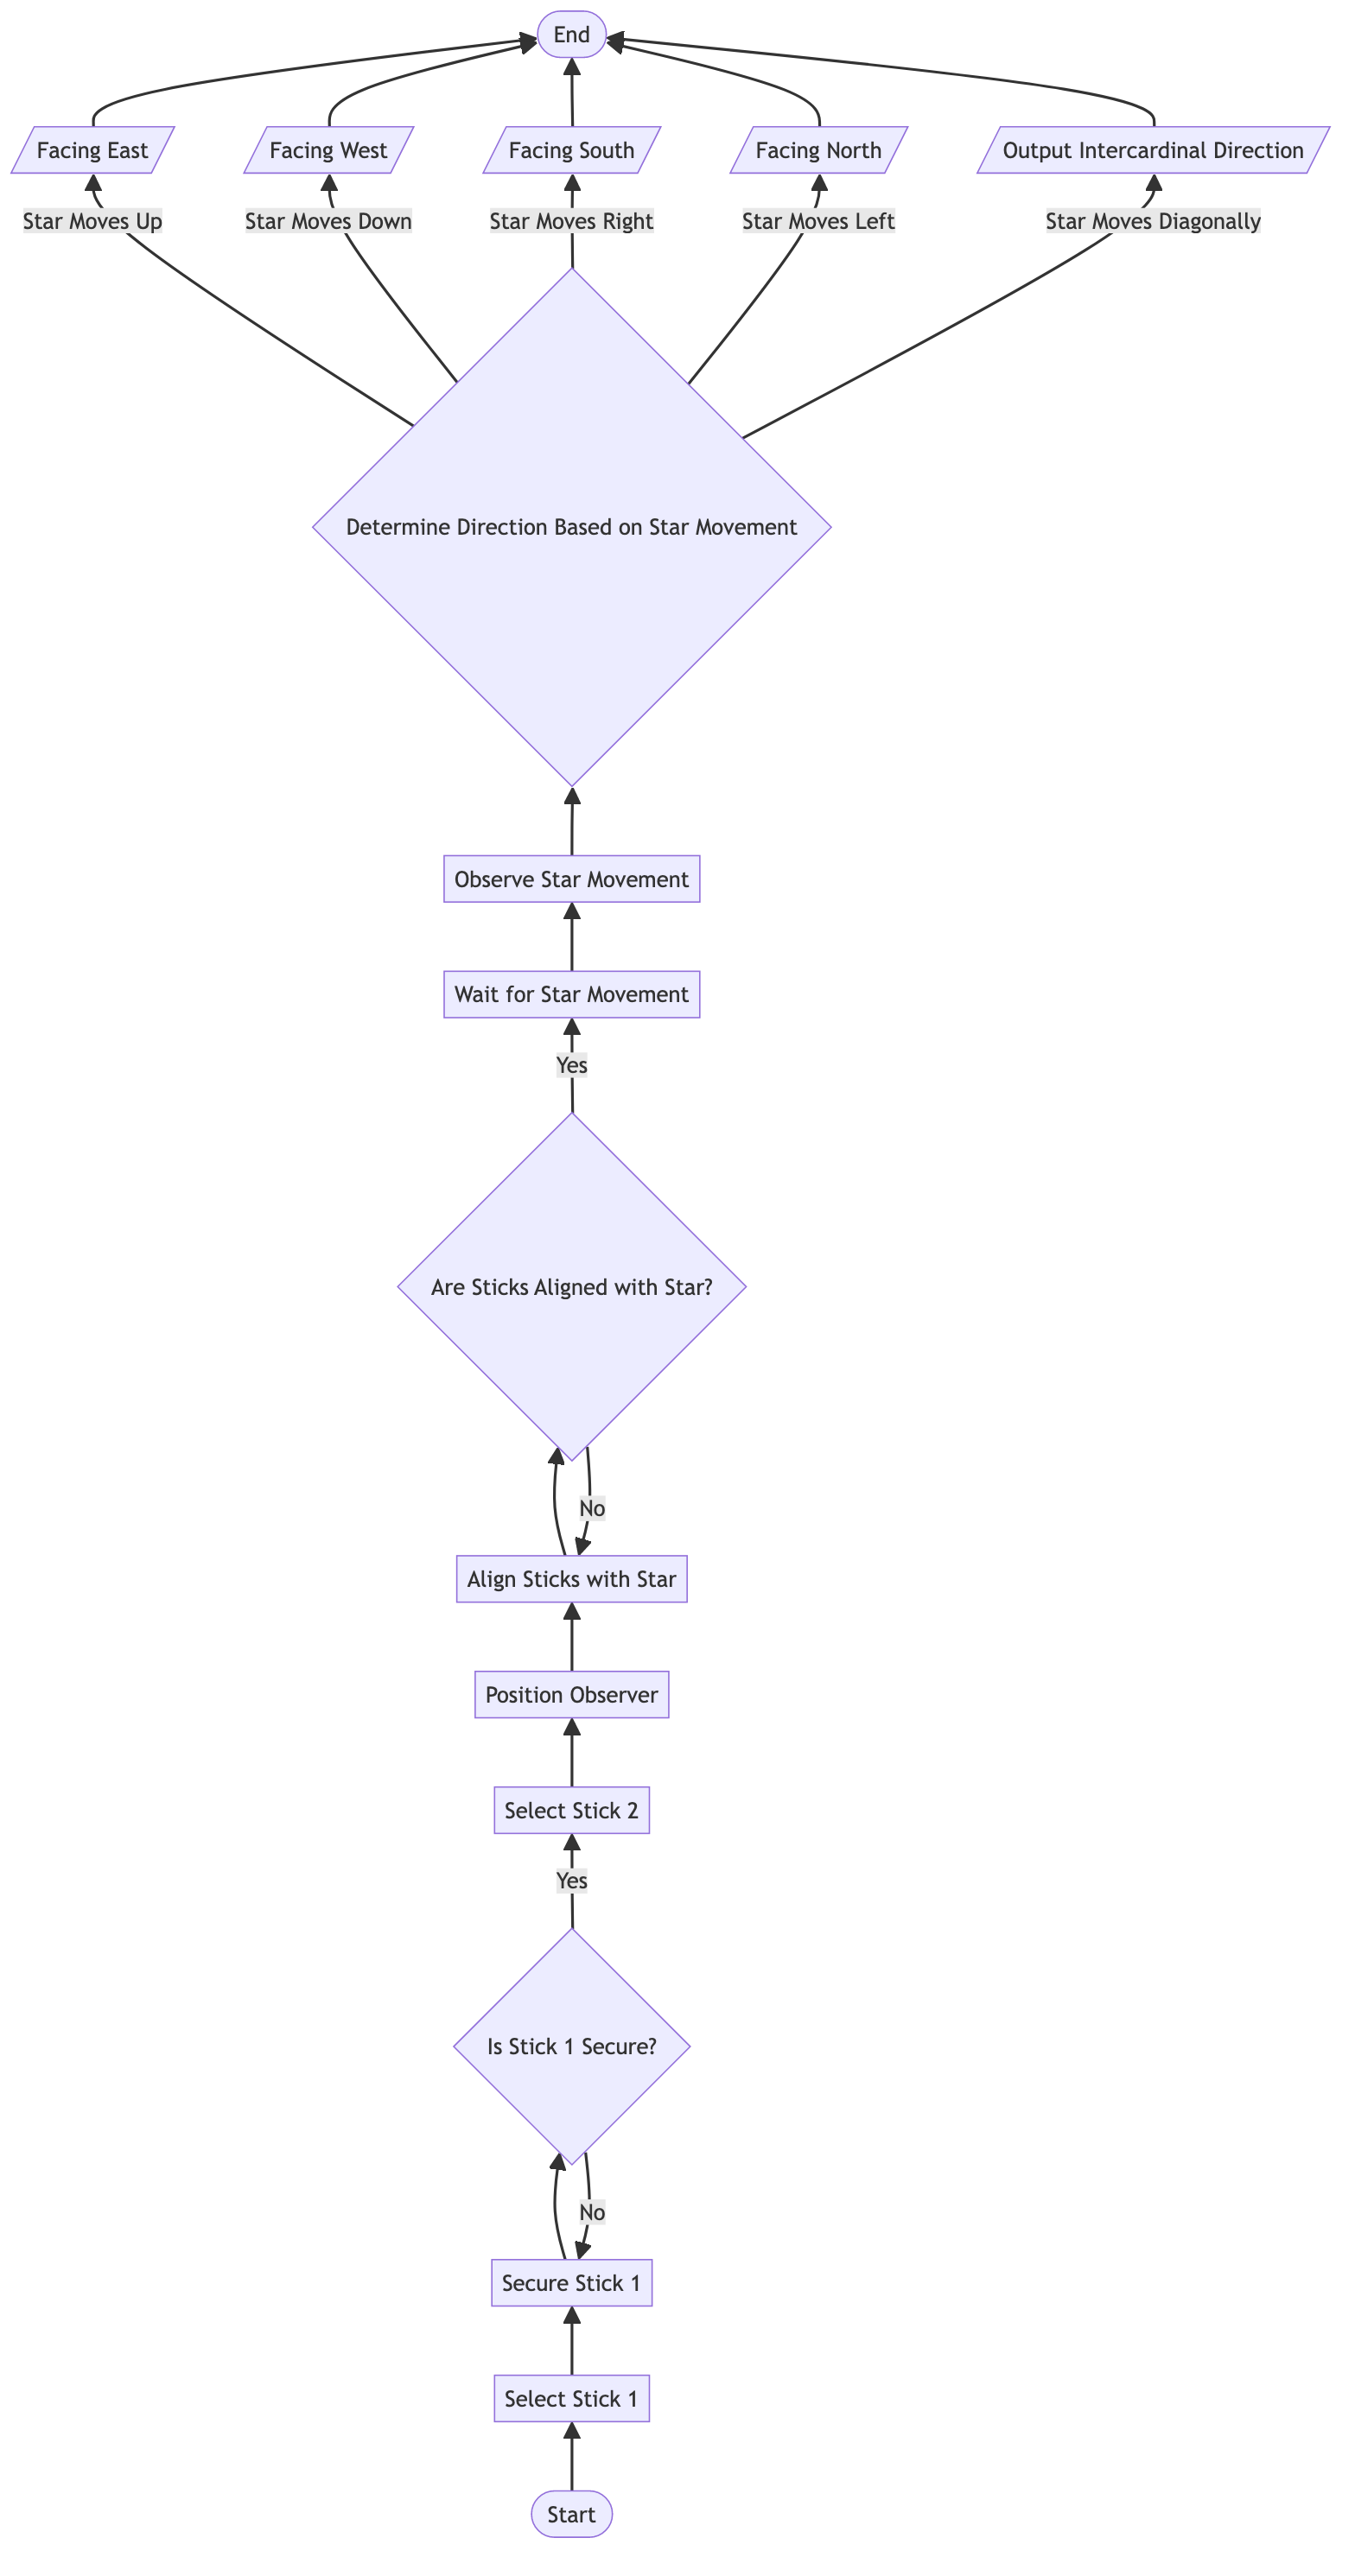 End
Facing East
Facing West
Facing South
Facing North
Output Intercardinal Direction
Star Moves Up
Star Moves Down
Star Moves Right
Star Moves Left
Star Moves Diagonally
Determine Direction Based on Star Movement
Observe Star Movement
Wait for Star Movement
Yes
Are Sticks Aligned with Star?
No
Align Sticks with Star
Position Observer
Select Stick 2
Yes
Is Stick 1 Secure?
No
Secure Stick 1
Select Stick 1
Start